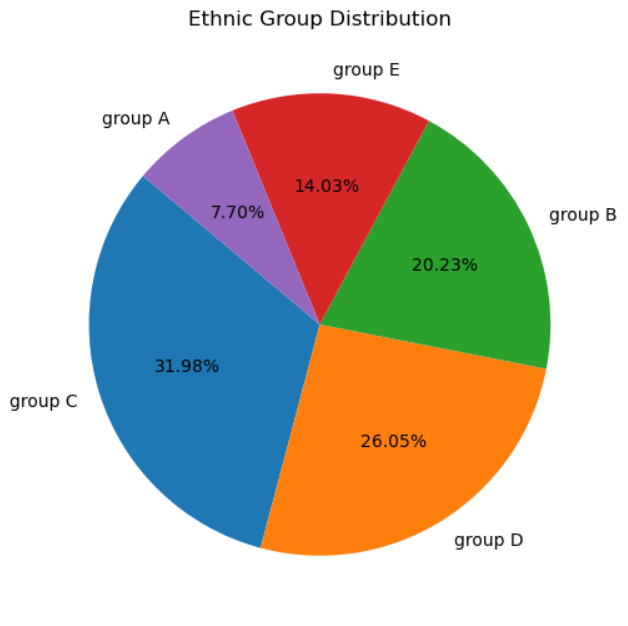 Ethnic Group Distribution
group E
group A
14.03%
7.70%
group B
20.23%
31.98%
group C
26.05%
group D